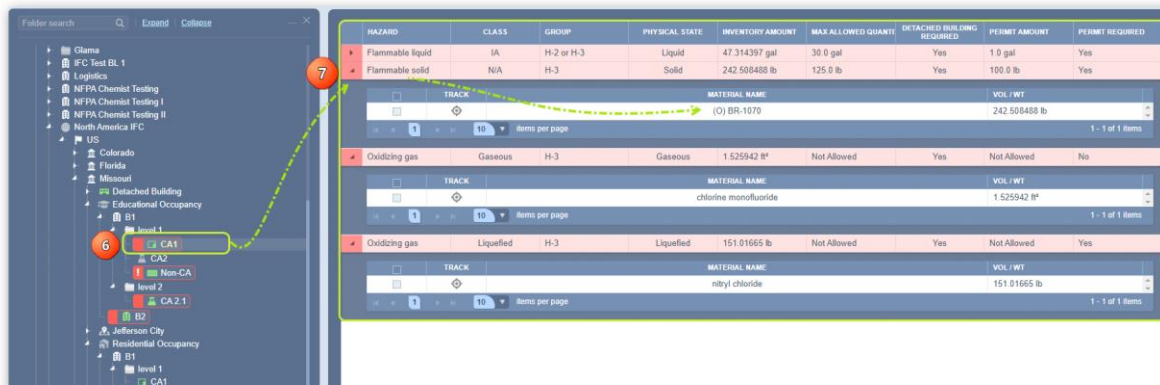 Folder search
Expand
Collapse
Glama
IFC Test BL 1
Logistics
NFPA Chemist Testing
NFPA Chemist Testing I
NFPA Chemist Testing II
North America IFC
US
Colorado
Florida
Missouri
Detached Building
Educational Occupancy
B1
level 1
6
CA1
CA2
Non-CA
level 2
CA 2.1
B2
Jefferson City
Residential Occupancy
B1
level 1
CA1
7
HAZARD CLASS GROUP PHYSICAL STATE INVENTORY AMOUNT MAX ALLOWED QUANTI DETACHED BUILDING REQUIRED PERMIT AMOUNT PERMIT REQUIRED
Flammable liquid IA H-2 or H-3 Liquid 47.314397 gal 30.0 gal Yes 1.0 gal Yes
Flammable solid N/A H-3 Solid 242.508488 lb 125.0 lb Yes 100.0 lb Yes
TRACK MATERIAL NAME VOL / WT
(O) BR-1070 242.508488 lb
1 10 items per page 1 - 1 of 1 items
Oxidizing gas Gaseous H-3 Gaseous 1.525942 ft³ Not Allowed Yes Not Allowed No
TRACK MATERIAL NAME VOL / WT
chlorine monofluoride 1.525942 ft³
1 10 items per page 1 - 1 of 1 items
Oxidizing gas Liquefied H-3 Liquefied 151.01665 lb Not Allowed Yes Not Allowed Yes
TRACK MATERIAL NAME VOL / WT
nitryl chloride 151.01665 lb
1 10 items per page 1 - 1 of 1 items